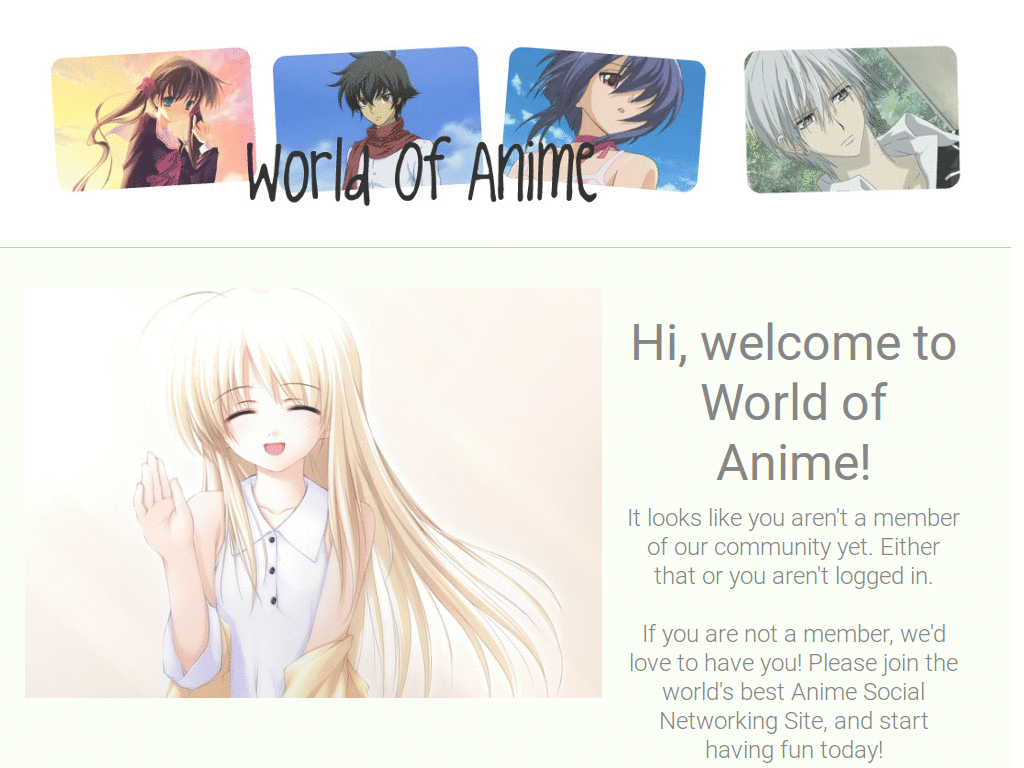 World Of Anime
Hi, welcome to
World of
Anime!
It looks like you aren't a member
of our community yet. Either
that or you aren't logged in.
If you are not a member, we'd
love to have you! Please join the
world's best Anime Social
Networking Site, and start
having fun today!